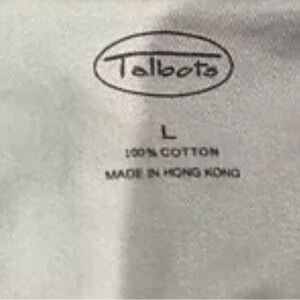 Talbots
L
100% COTTON
MADE IN HONG KONG